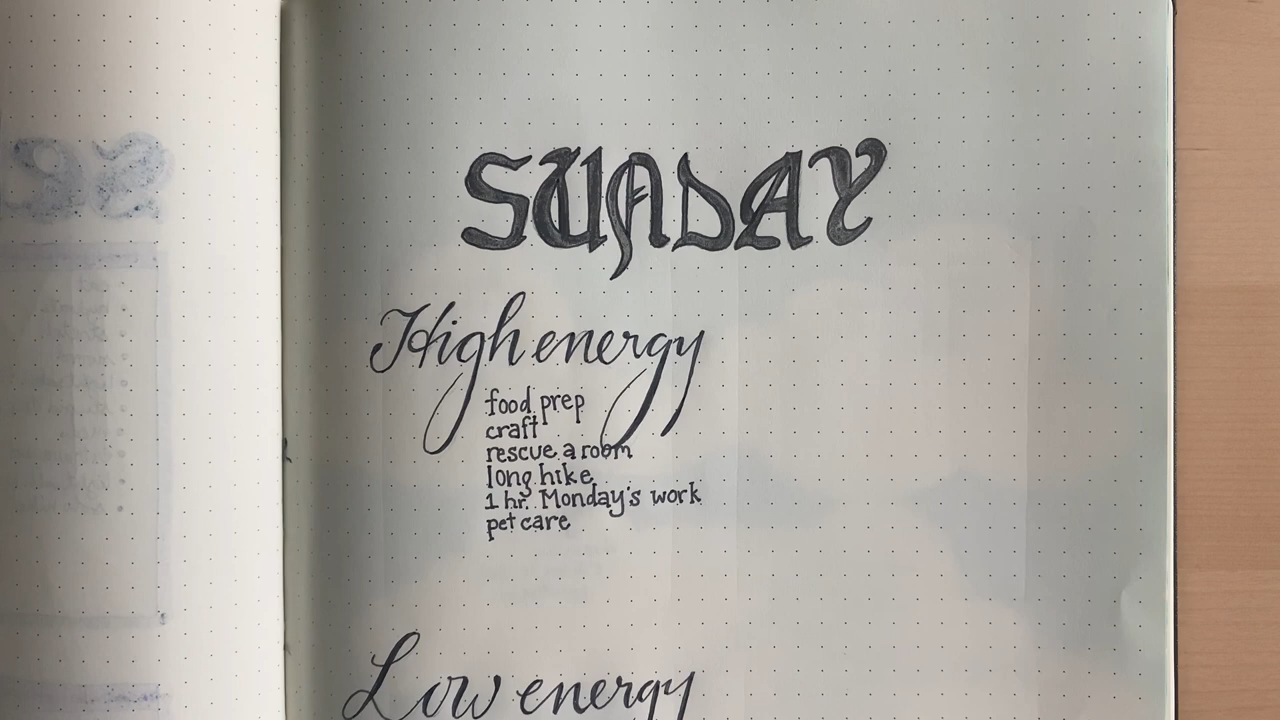 SUNDAY
High energy
food prep
craft
rescue a room
long hike
1 hr. Monday's work
pet care
Low energy